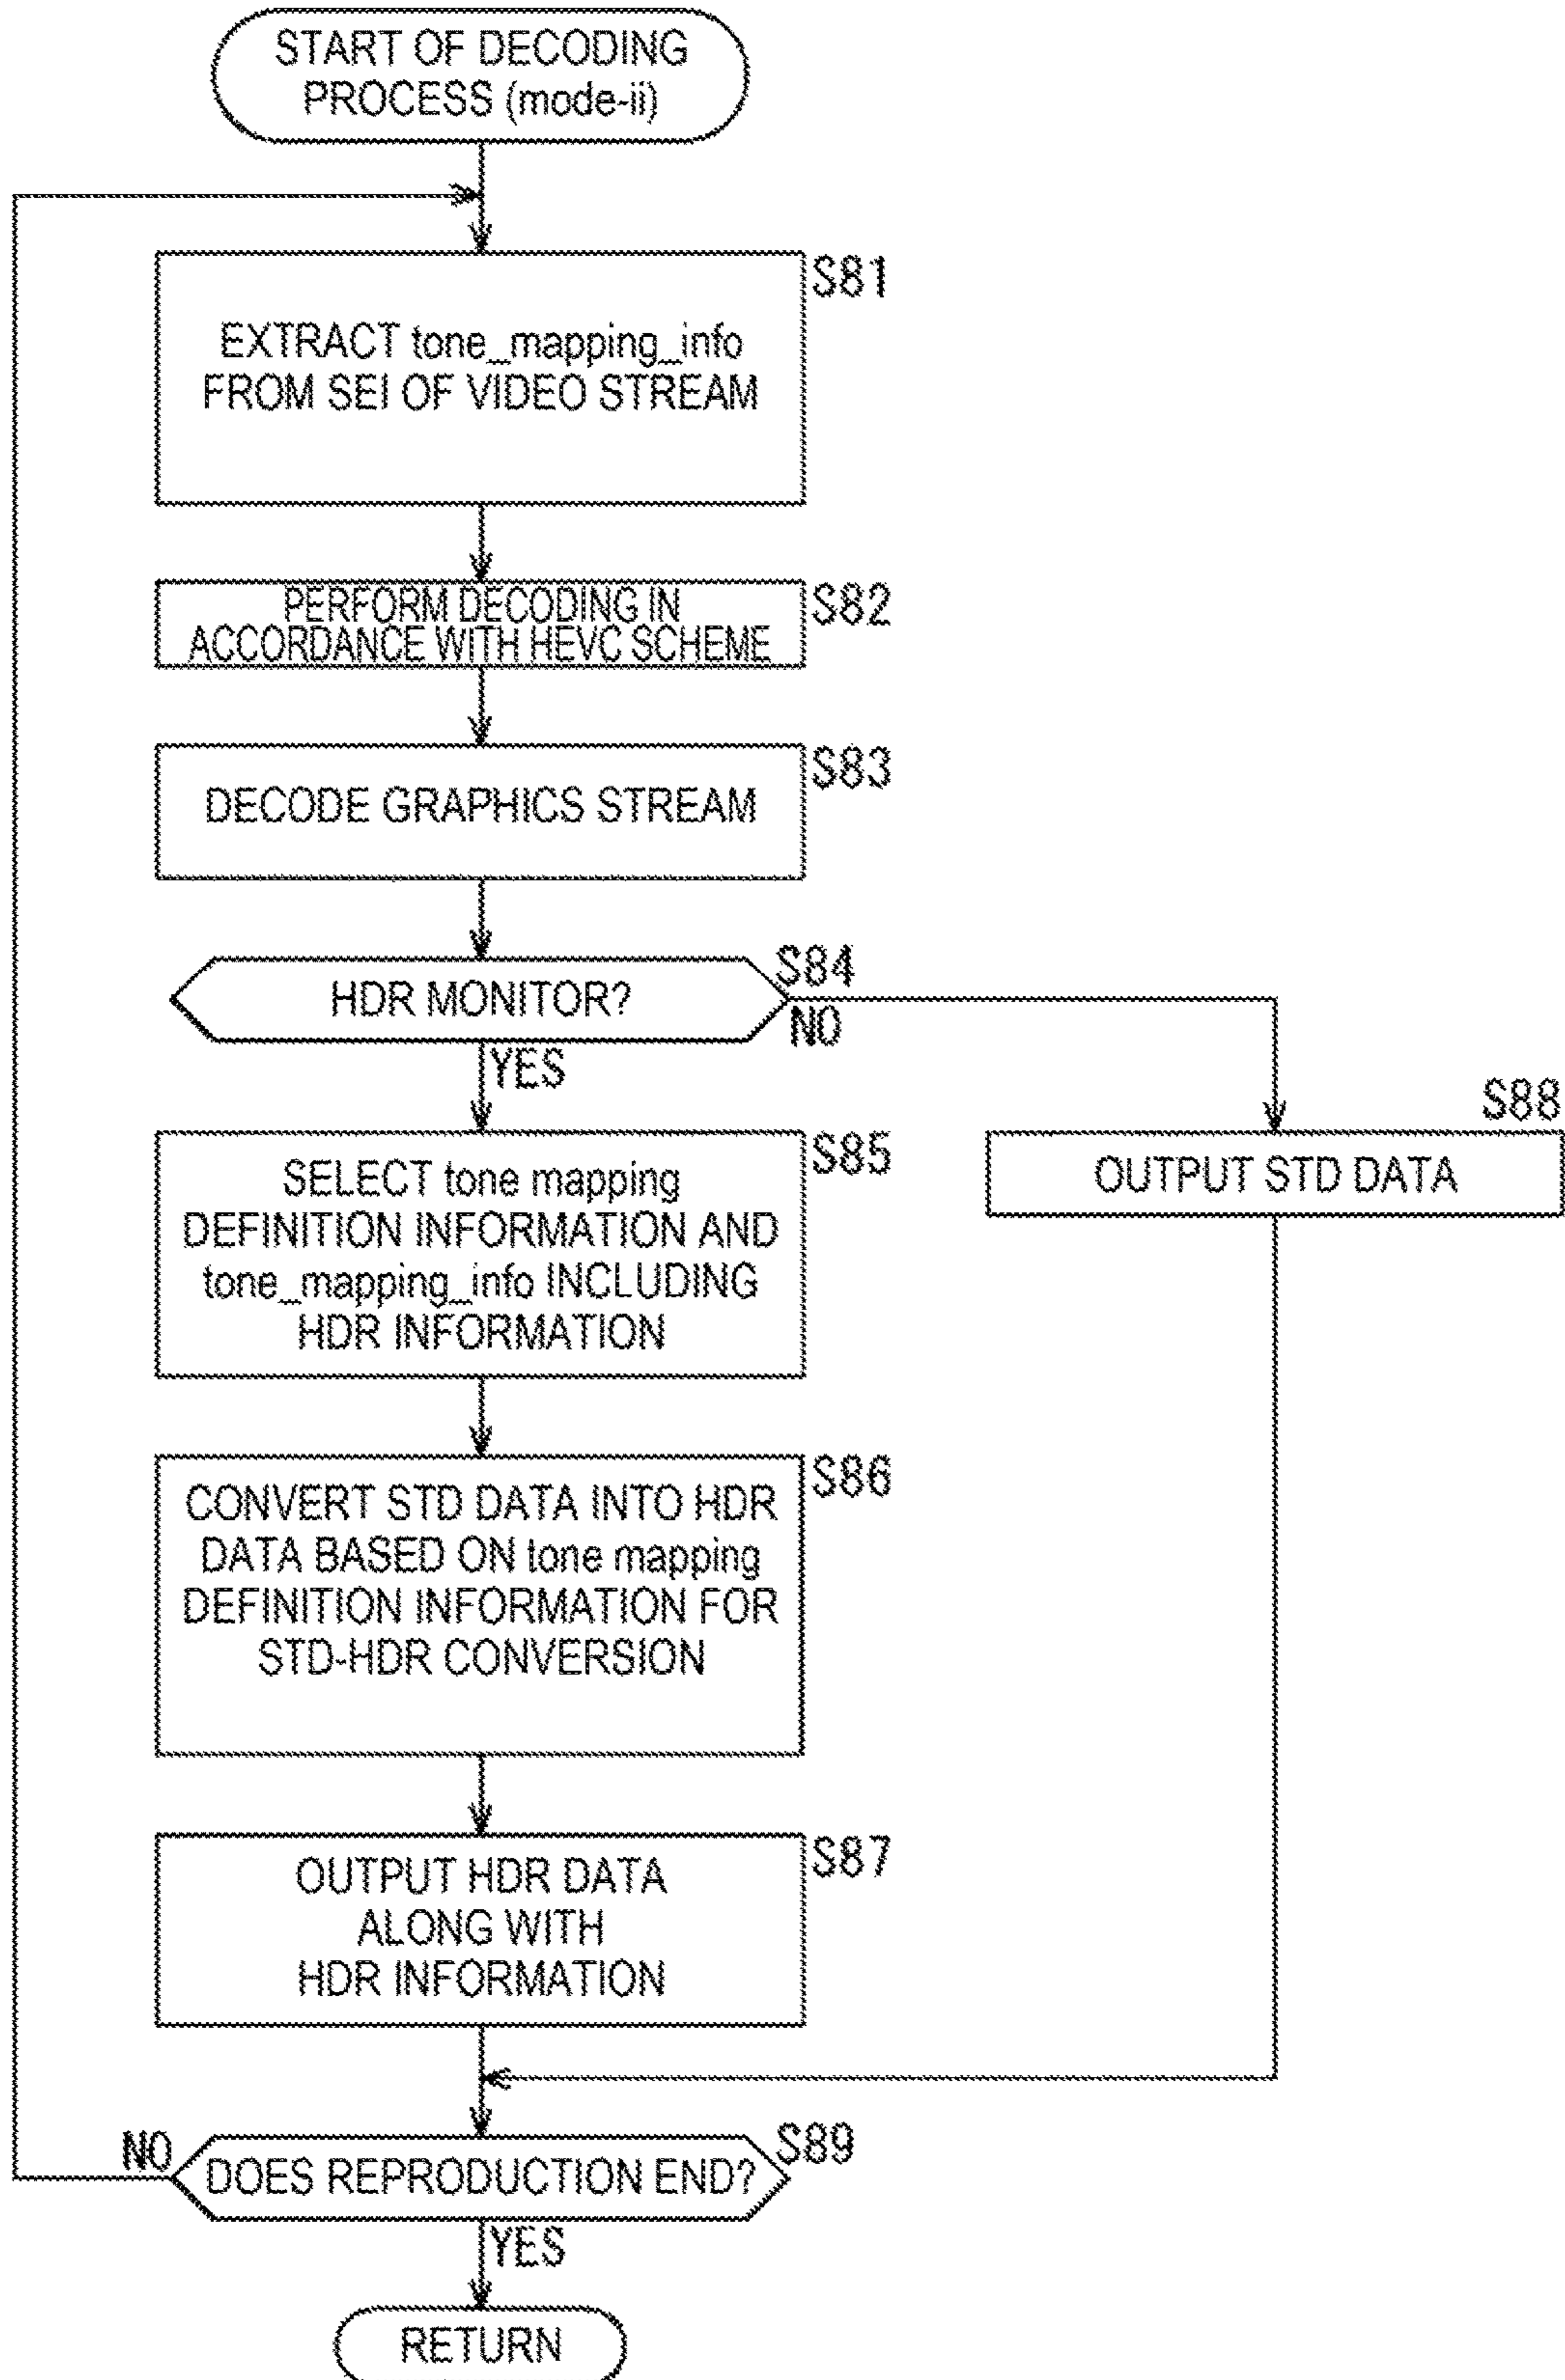 START OF DECODING
PROCESS (mode-ii)
S81
EXTRACT tone_mapping_info
FROM SEI OF VIDEO STREAM
S82
PERFORM DECODING IN
ACCORDANCE WITH HEVC SCHEME
S83
DECODE GRAPHICS STREAM
S84
HDR MONITOR?
NO
YES
S85
SELECT tone mapping
DEFINITION INFORMATION AND
tone_mapping_info INCLUDING
HDR INFORMATION
S88
OUTPUT STD DATA
S86
CONVERT STD DATA INTO HDR
DATA BASED ON tone mapping
DEFINITION INFORMATION FOR
STD-HDR CONVERSION
S87
OUTPUT HDR DATA
ALONG WITH
HDR INFORMATION
S89
NO
DOES REPRODUCTION END?
YES
RETURN